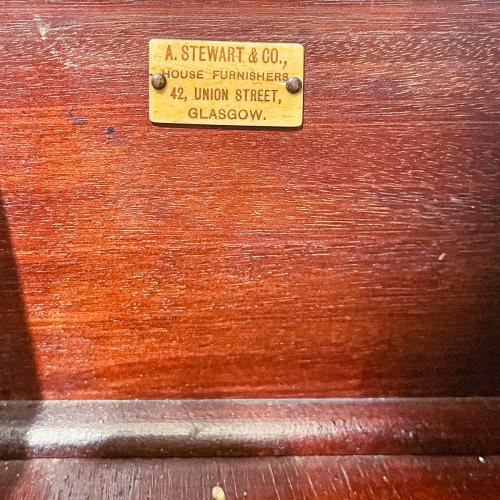 A. STEWART & CO.,
HOUSE FURNISHERS
42, UNION STREET,
GLASGOW.